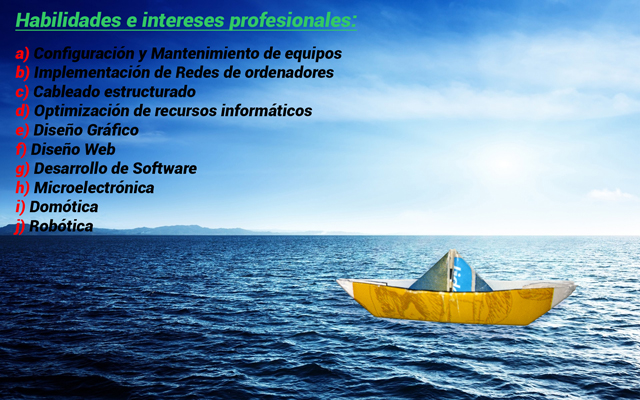 Habilidades e intereses profesionales:
a) Configuración y Mantenimiento de equipos
b) Implementación de Redes de ordenadores
c) Cableado estructurado
d) Optimización de recursos informáticos
e) Diseño Gráfico
f) Diseño Web
g) Desarrollo de Software
h) Microelectrónica
i) Domótica
j) Robótica